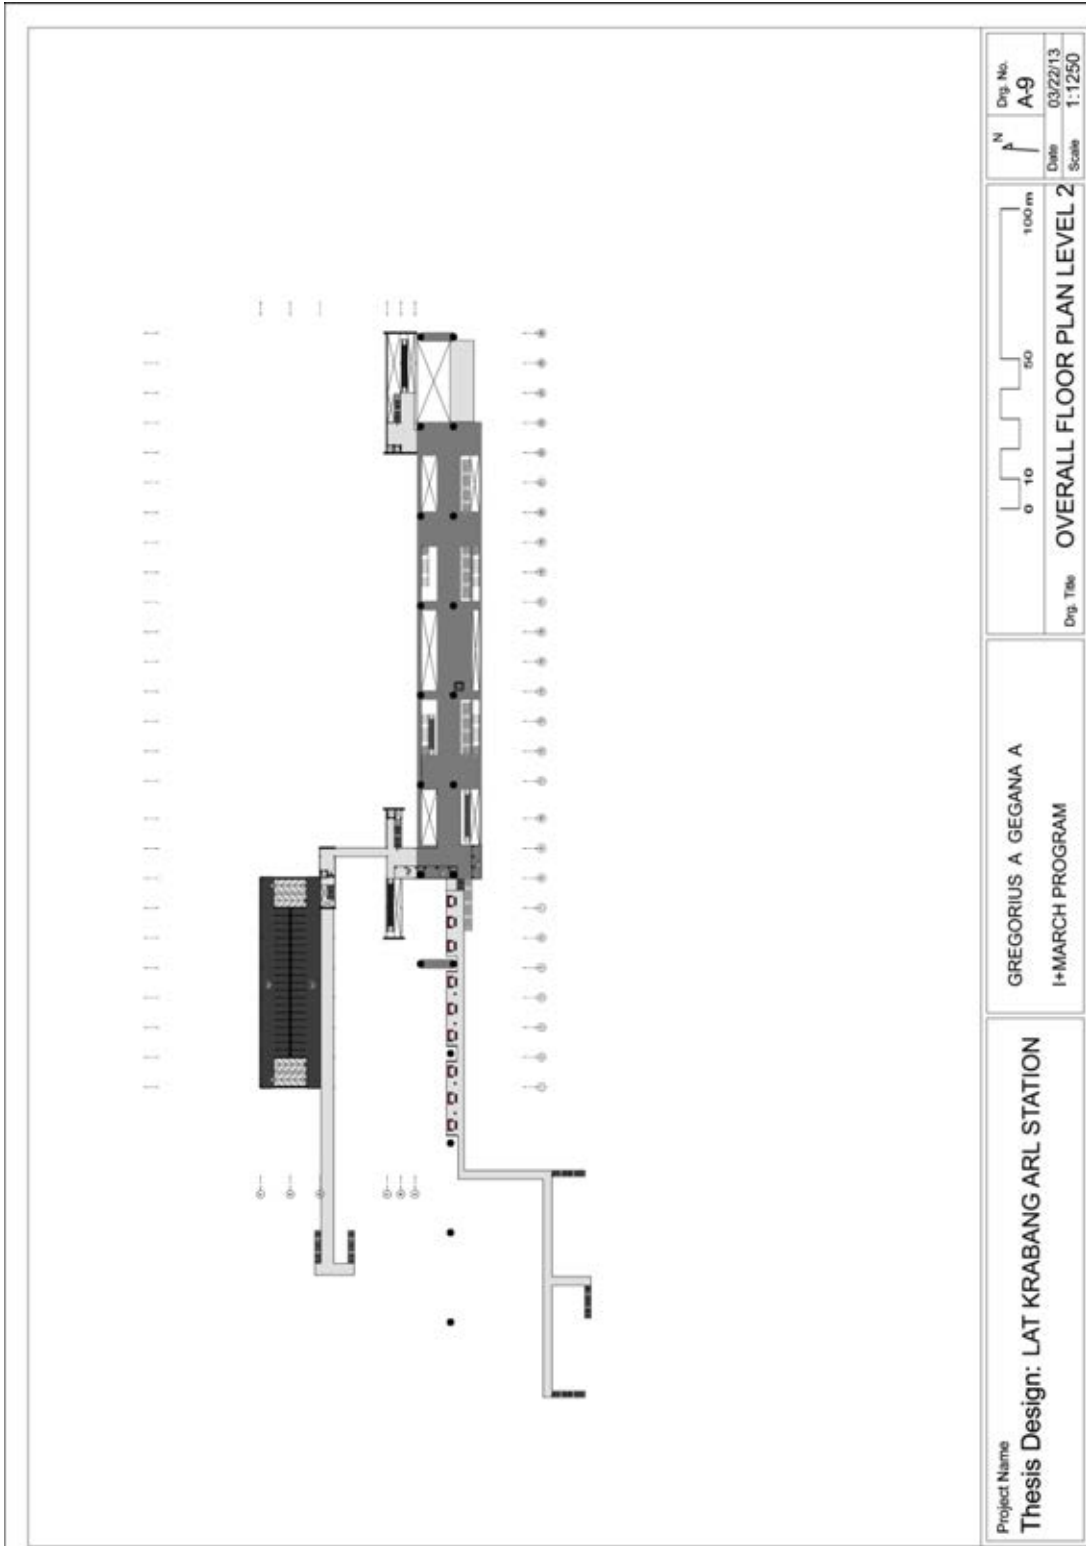 Project Name
Thesis Design: LAT KRABANG ARL STATION
GREGORIUS A GEGANA A
I+MARCH PROGRAM
0 10 50 100 m
Drg. Title OVERALL FLOOR PLAN LEVEL 2
N
Drg. No.
A-9
Date 03/22/13
Scale 1:1250